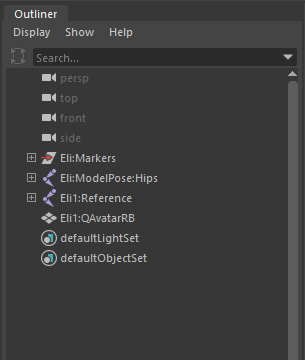 Outliner
Display Show Help
Search...
persp
top
front
side
Eli:Markers
Eli:ModelPose:Hips
Eli1:Reference
Eli1:QAvatarRB
defaultLightSet
defaultObjectSet